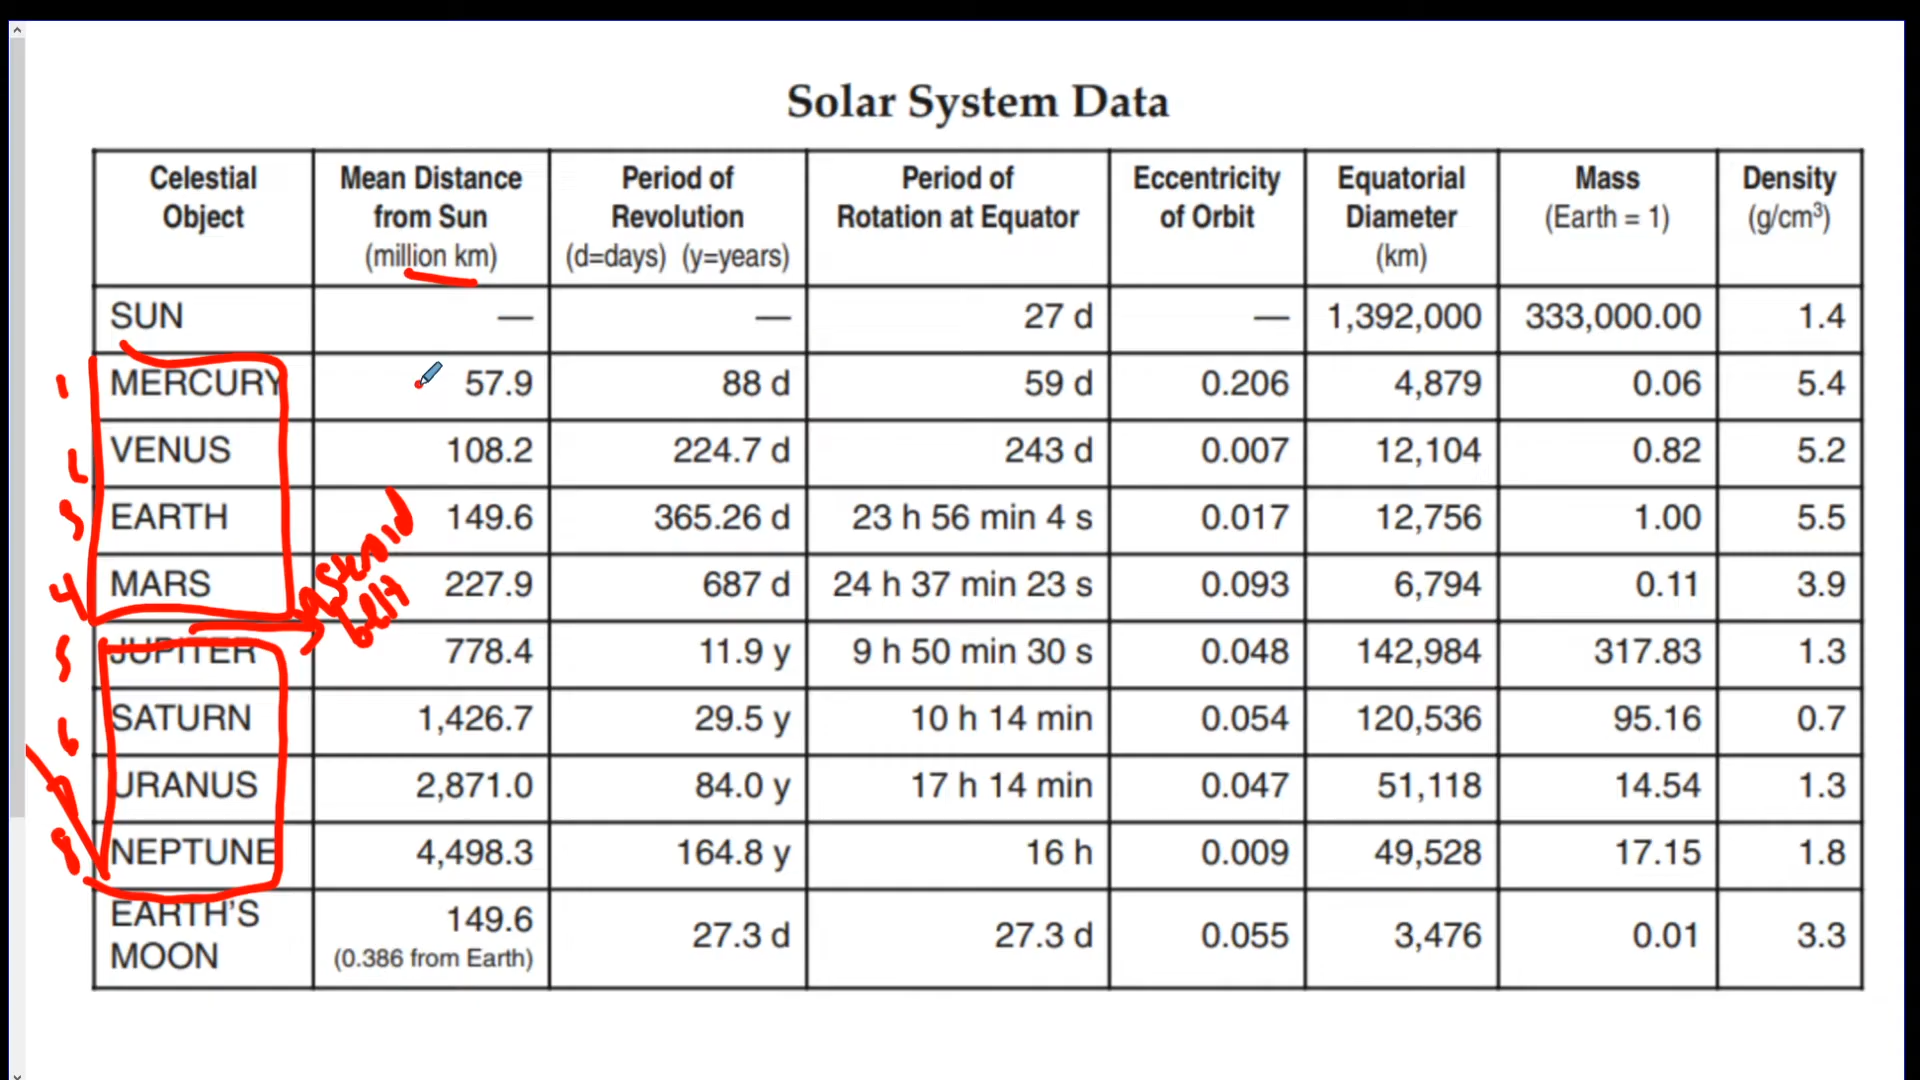 Solar System Data
Celestial Object Mean Distance from Sun (million km) Period of Revolution (d=days) (y=years) Period of Rotation at Equator Eccentricity of Orbit Equatorial Diameter (km) Mass (Earth = 1) Density (g/cm³)
SUN — — 27 d — 1,392,000 333,000.00 1.4
1 MERCURY 57.9 88 d 59 d 0.206 4,879 0.06 5.4
2 VENUS 108.2 224.7 d 243 d 0.007 12,104 0.82 5.2
3 EARTH 149.6 365.26 d 23 h 56 min 4 s 0.017 12,756 1.00 5.5
4 MARS 227.9 687 d 24 h 37 min 23 s 0.093 6,794 0.11 3.9
asteroid
belt
5 JUPITER 778.4 11.9 y 9 h 50 min 30 s 0.048 142,984 317.83 1.3
6 SATURN 1,426.7 29.5 y 10 h 14 min 0.054 120,536 95.16 0.7
7 URANUS 2,871.0 84.0 y 17 h 14 min 0.047 51,118 14.54 1.3
8 NEPTUNE 4,498.3 164.8 y 16 h 0.009 49,528 17.15 1.8
EARTH'S MOON 149.6 (0.386 from Earth) 27.3 d 27.3 d 0.055 3,476 0.01 3.3